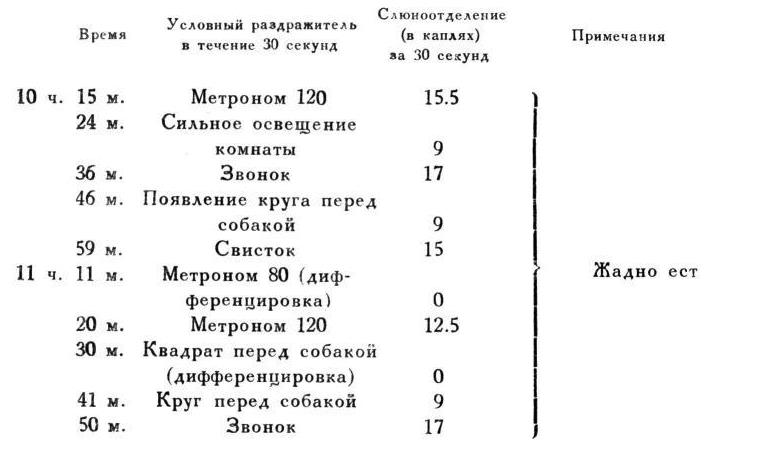 Время Условный раздражитель в течение 30 секунд Слюноотделение (в каплях) за 30 секунд Примечания
10 ч. 15 м. Метроном 120 15.5
24 м. Сильное освещение
комнаты 9
36 м. Звонок 17
46 м. Появление круга перед
собакой 9
59 м. Свисток 15
11 ч. 11 м. Метроном 80 (диф-
ференцировка) 0
Жадно ест
20 м. Метроном 120 12.5
30 м. Квадрат перед собакой
(дифференцировка) 0
41 м. Круг перед собакой 9
50 м. Звонок 17